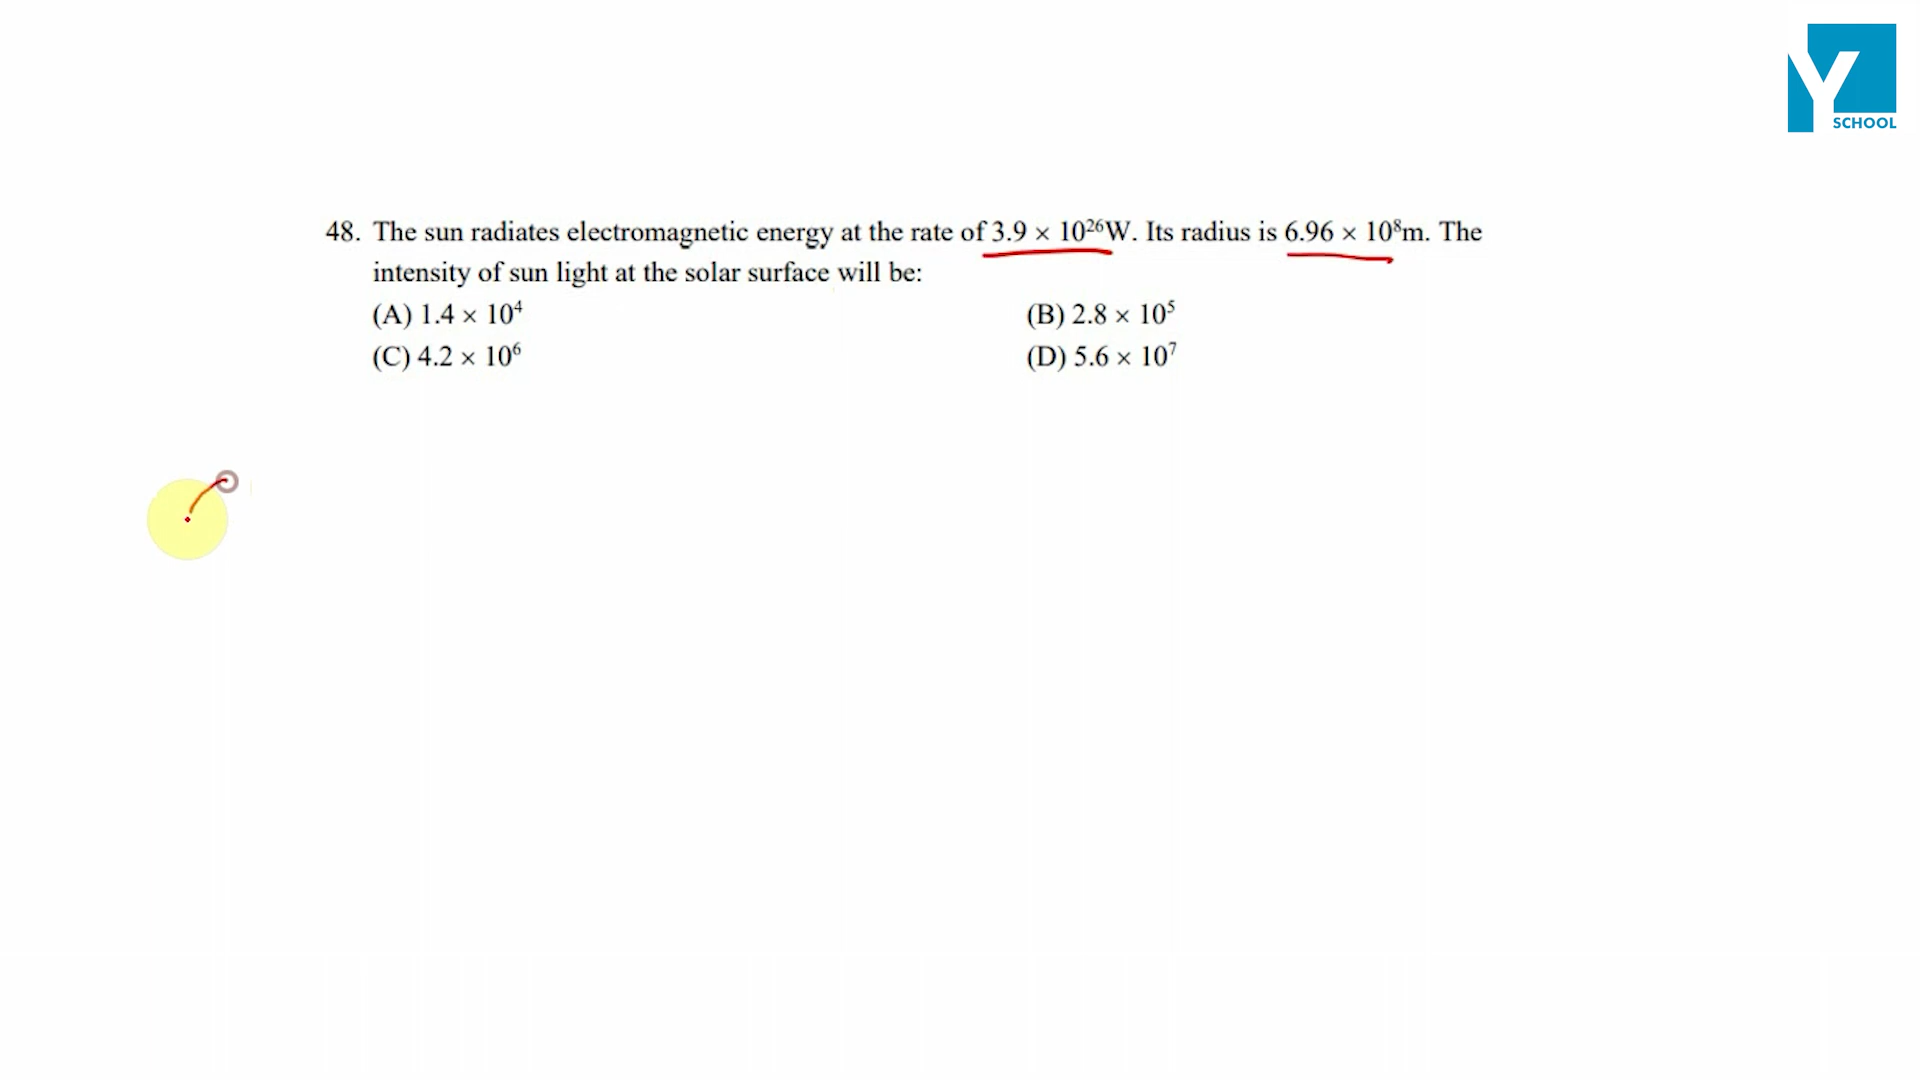 Y
SCHOOL
48. The sun radiates electromagnetic energy at the rate of 3.9 × 10²⁶W. Its radius is 6.96 × 10⁸m. The
intensity of sun light at the solar surface will be:
(A) 1.4 × 10⁴ (B) 2.8 × 10⁵
(C) 4.2 × 10⁶ (D) 5.6 × 10⁷